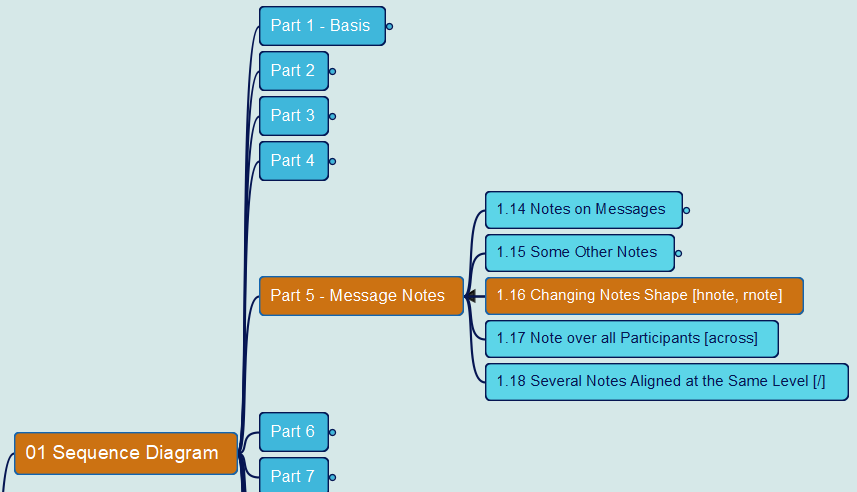 Part 1 - Basis
Part 2
Part 3
Part 4
1.14 Notes on Messages
1.15 Some Other Notes
Part 5 - Message Notes
1.16 Changing Notes Shape [hnote, rnote]
1.17 Note over all Participants [across]
1.18 Several Notes Aligned at the Same Level [/]
Part 6
01 Sequence Diagram
Part 7